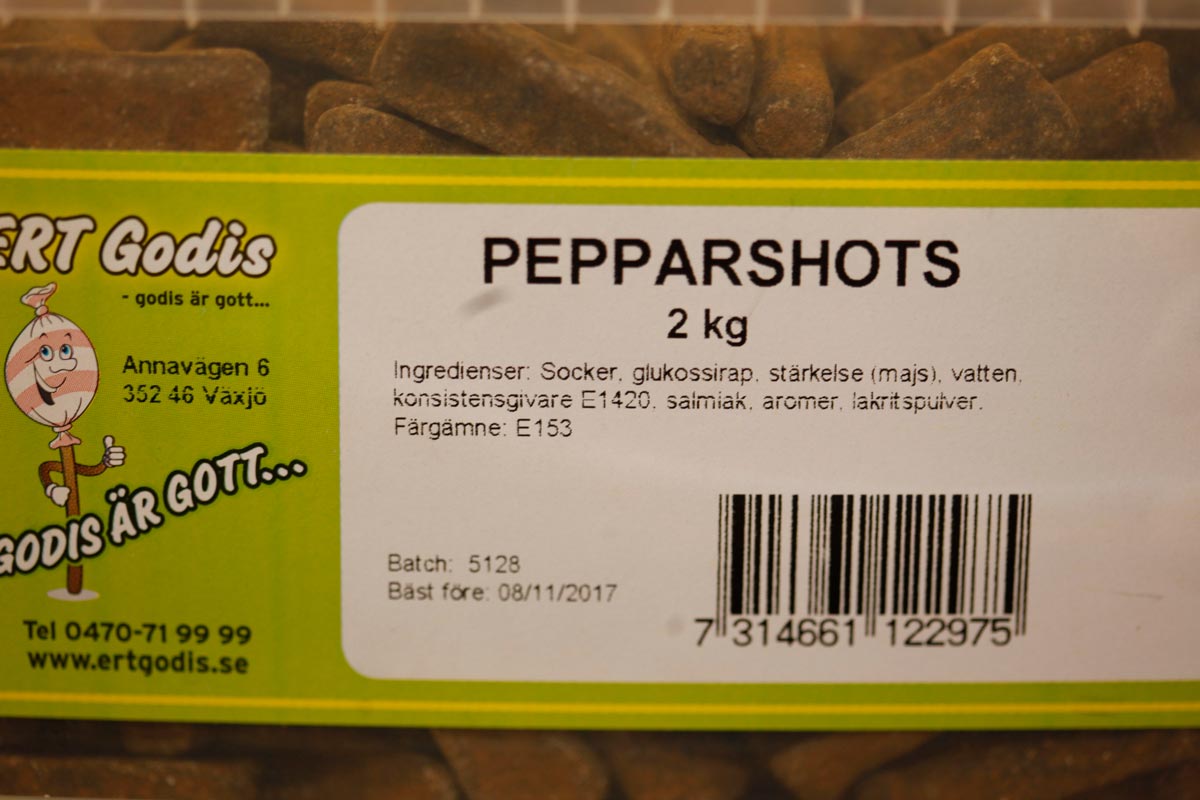 ERT Godis
- godis är gott...
Annavägen 6
352 46 Växjö
GODIS ÄR GOTT...
Tel 0470-71 99 99
www.ertgodis.se
PEPPARSHOTS
2 kg
Ingredienser: Socker, glukossirap, stärkelse (majs), vatten,
konsistensgivare E1420, salmiak, aromer, lakritspulver.
Färgämne: E153
Batch: 5128
Bäst före: 08/11/2017
7 314661 122975